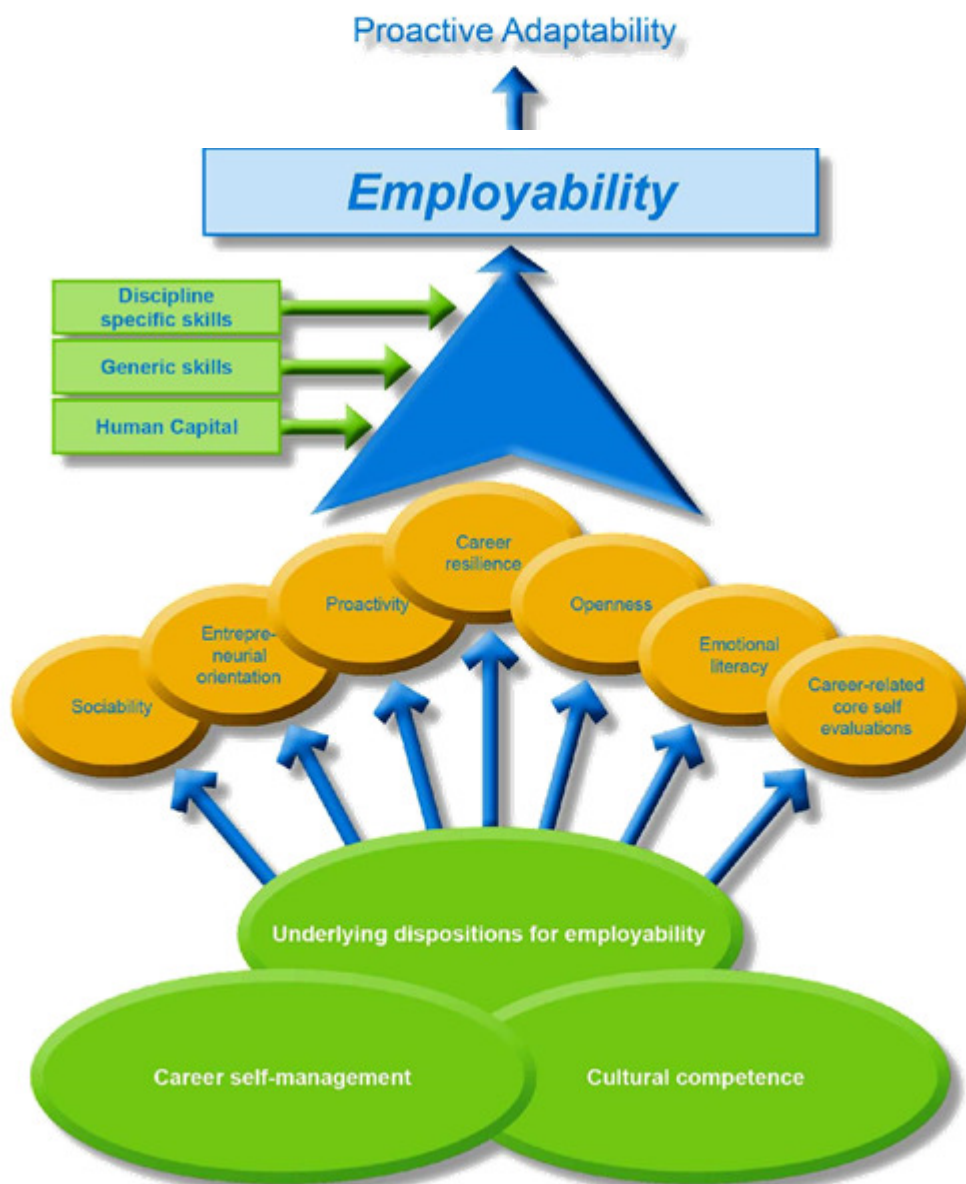 Proactive Adaptability
Employability
Discipline
specific skills
Generic skills
Human Capital
Career
resilience
Proactivity
Openness
Entrepre-
neurial
orientation
Emotional
literacy
Sociability
Career-related
core self
evaluations
Underlying dispositions for employability
Career self-management
Cultural competence